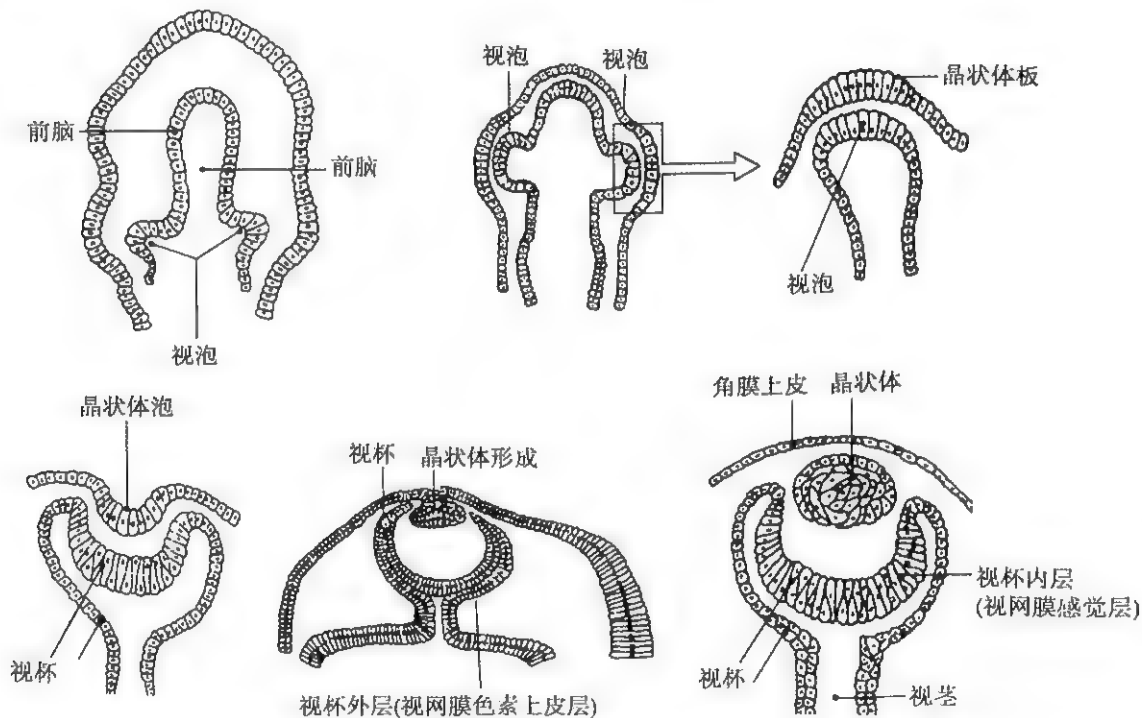 视泡
视泡
晶状体板
前脑
前脑
视泡
视泡
晶状体泡
角膜上皮
晶状体
视杯
晶状体形成
视杯内层
(视网膜感觉层)
视杯
视杯
视茎
视杯外层(视网膜色素上皮层)